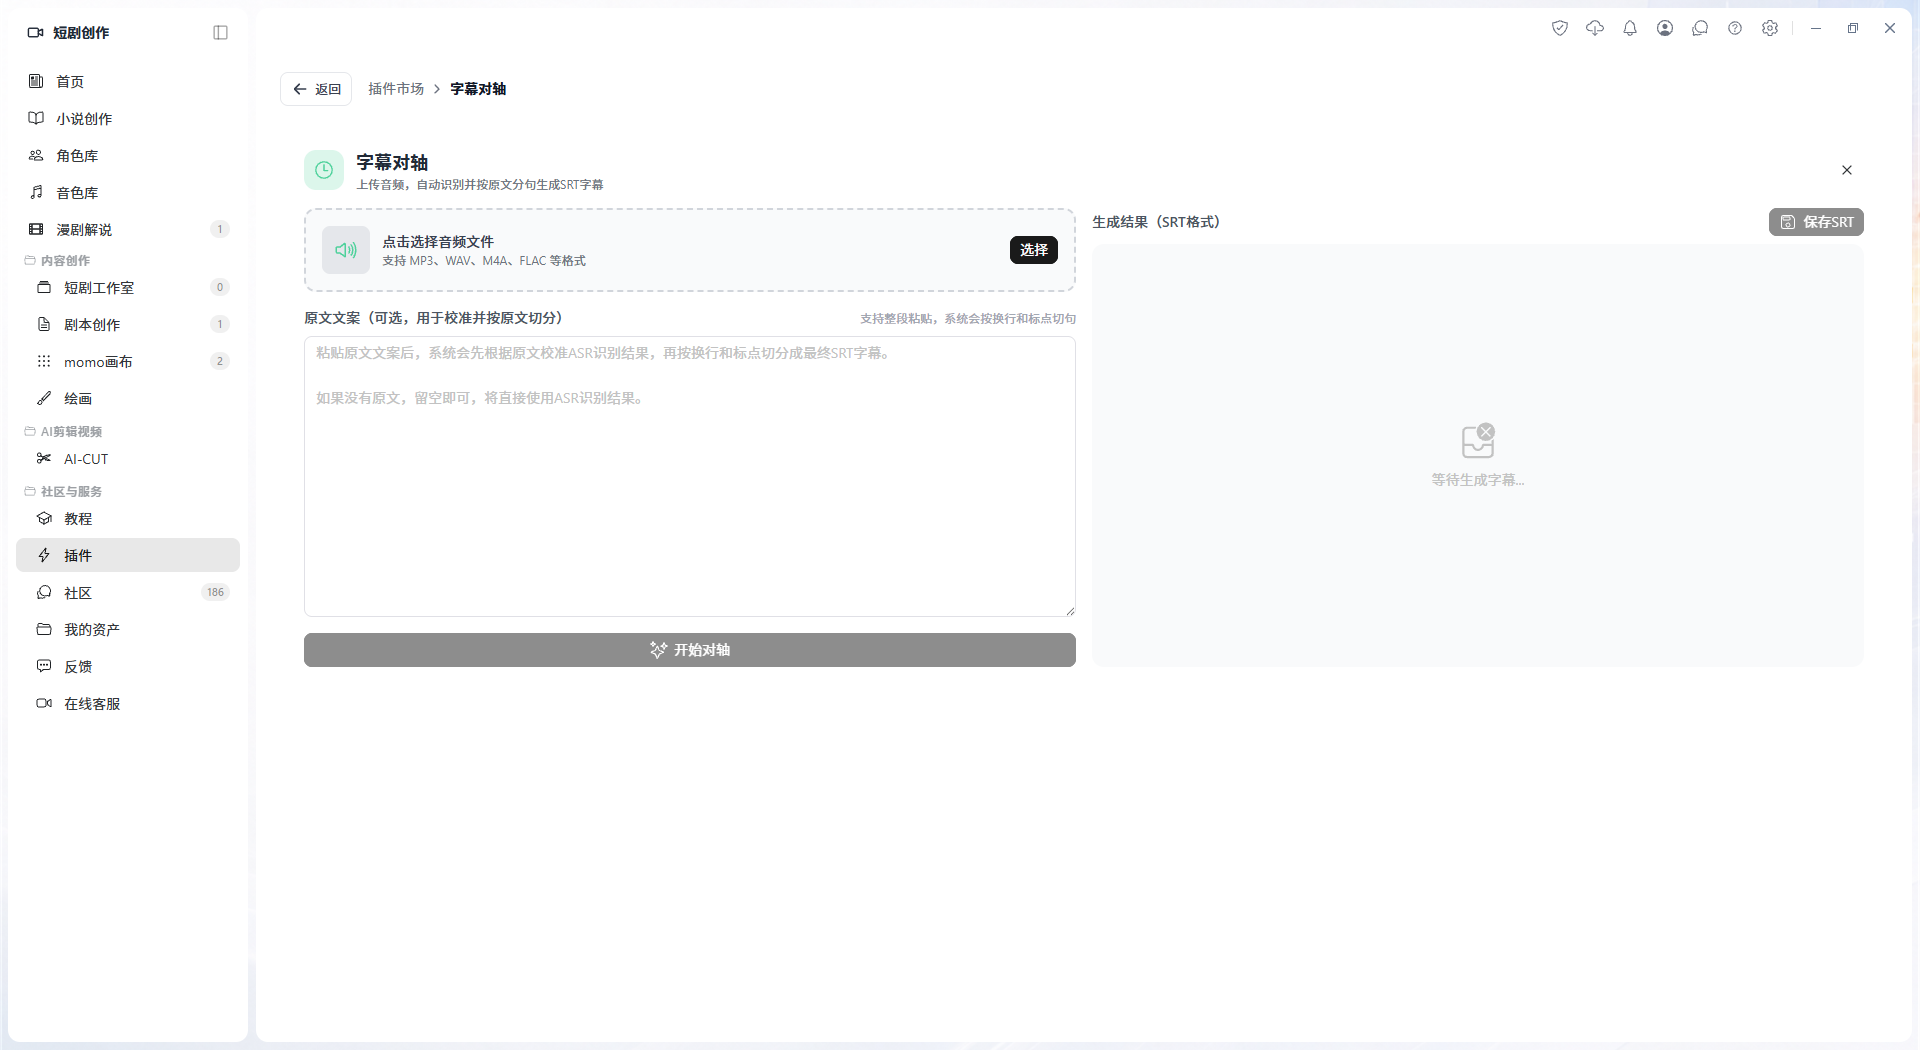 短剧创作
首页
小说创作
角色库
音色库
漫剧解说 1
内容创作
短剧工作室 0
剧本创作 1
momo画布 2
绘画
AI剪辑视频
AI-CUT
社区与服务
教程
插件
社区 186
我的资产
反馈
在线客服
返回 插件市场 > 字幕对轴
字幕对轴
上传音频，自动识别并按原文分句生成SRT字幕
点击选择音频文件
支持 MP3、WAV、M4A、FLAC 等格式
选择
原文文案（可选，用于校准并按原文切分） 支持整段粘贴，系统会按换行和标点切句
粘贴原文文案后，系统会先根据原文校准ASR识别结果，再按换行和标点切分成最终SRT字幕。
如果没有原文，留空即可，将直接使用ASR识别结果。
开始对轴
生成结果（SRT格式） 保存SRT
等待生成字幕...